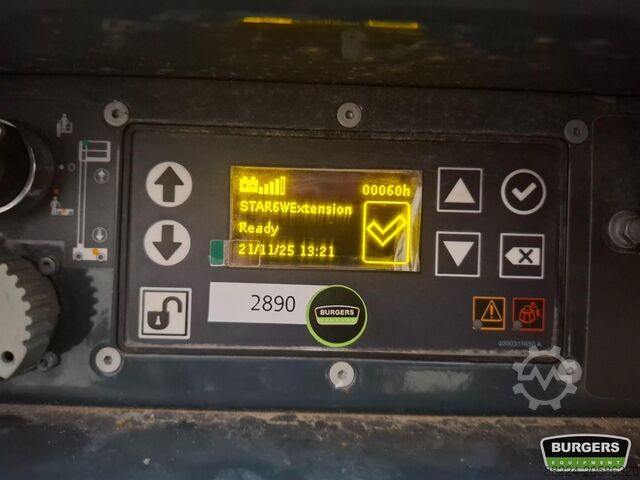 00060h
STAR6WExtension
Ready
21/11/25 13:21
2890
BURGERS
BURGERS
EQUIPMENT